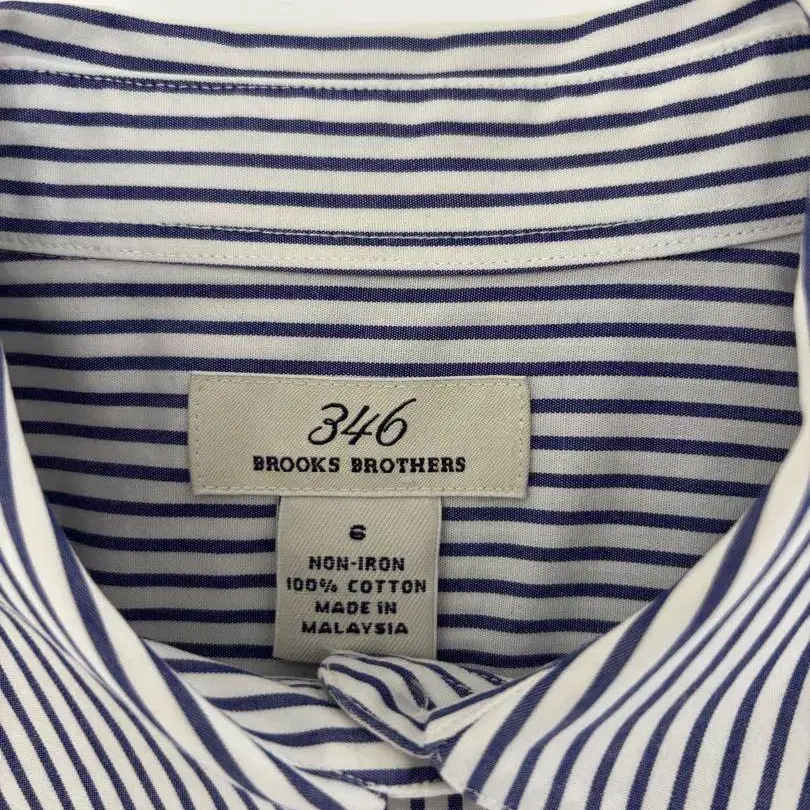 346
BROOKS BROTHERS
6
NON-IRON
100% COTTON
MADE IN
MALAYSIA